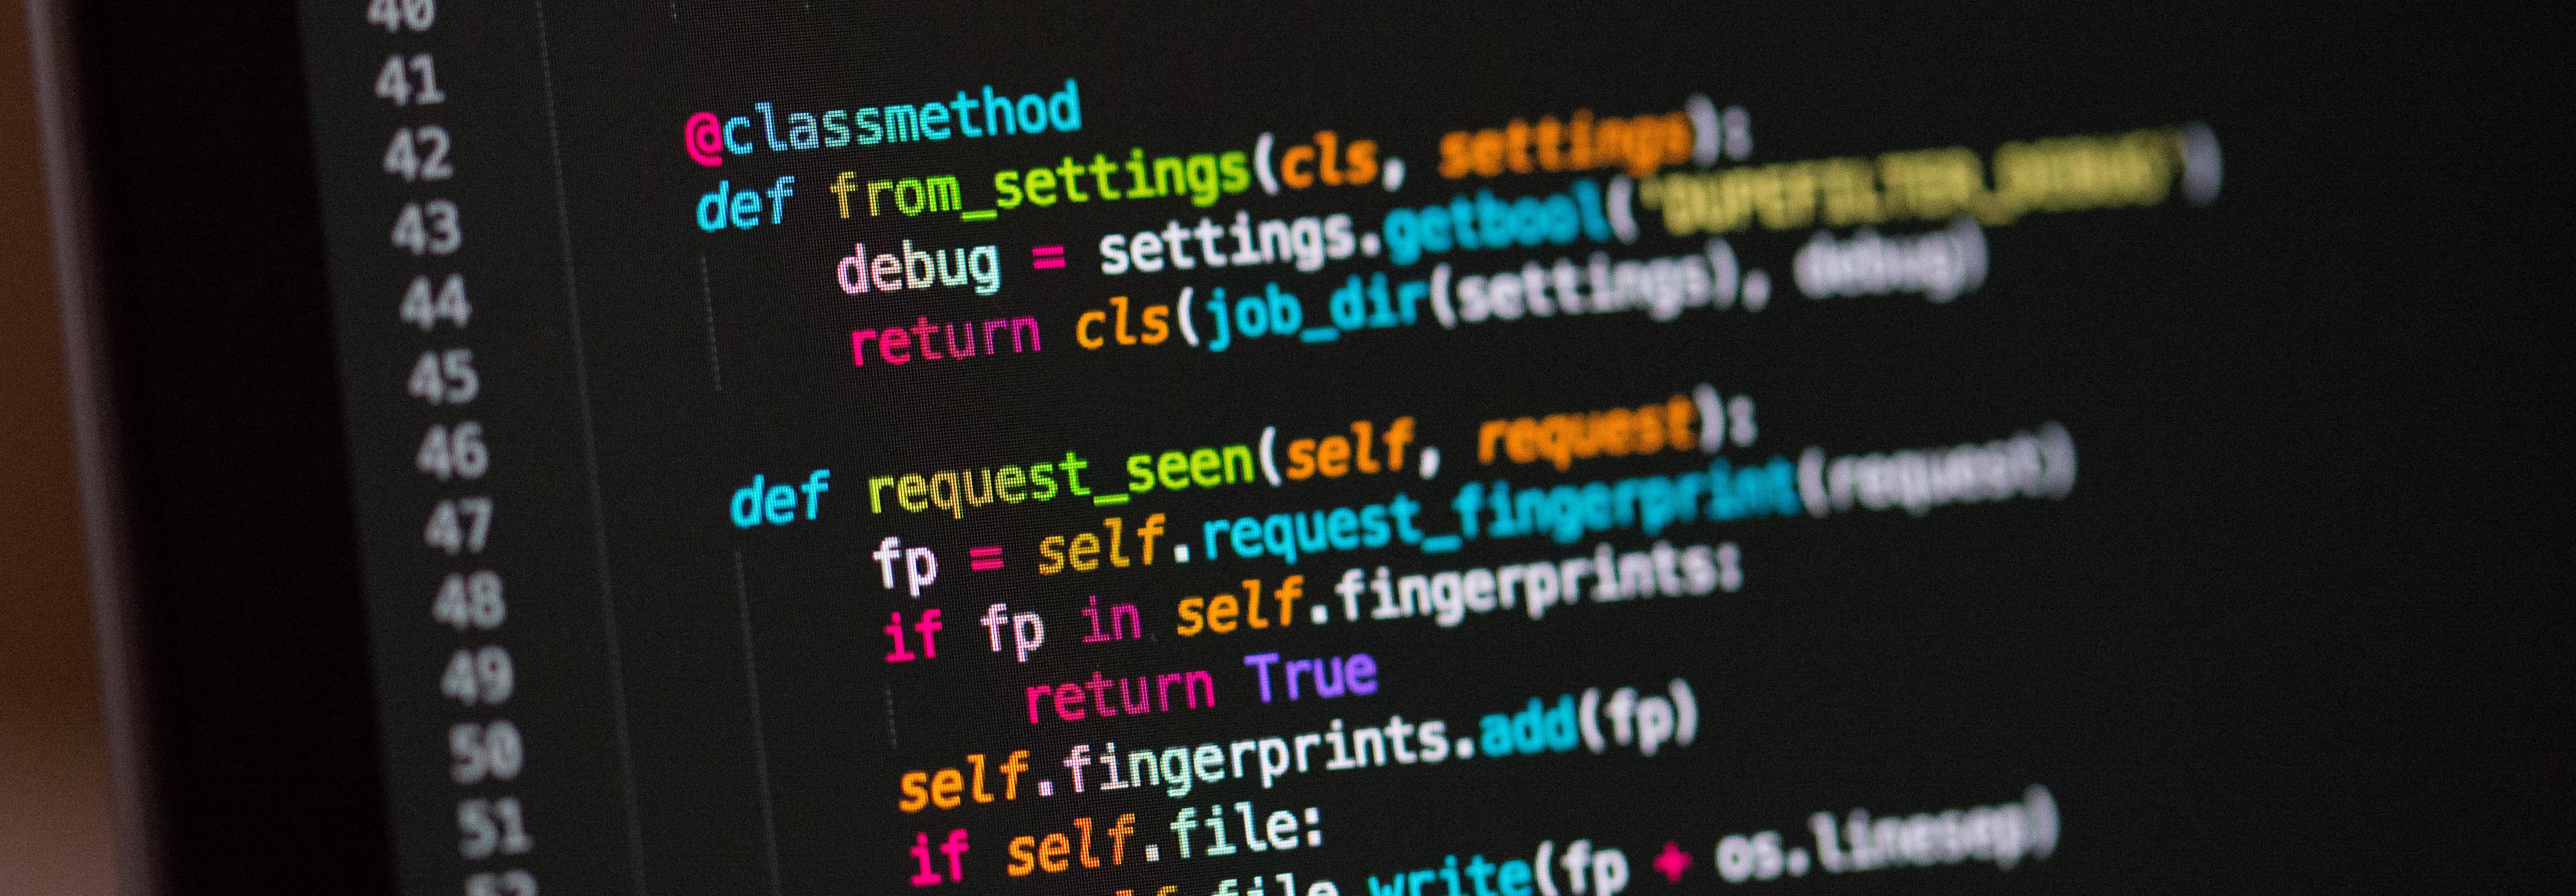 40
41
42 @classmethod
43 def from_settings(cls, settings):
44 debug = settings.getbool('DUPEFILTER_DEBUG')
45 return cls(job_dir(settings), debug)
46
47 def request_seen(self, request):
48 fp = self.request_fingerprint(request)
49 if fp in self.fingerprints:
50 return True
51 self.fingerprints.add(fp)
52 if self.file:
.file.write(fp + os.linesep)